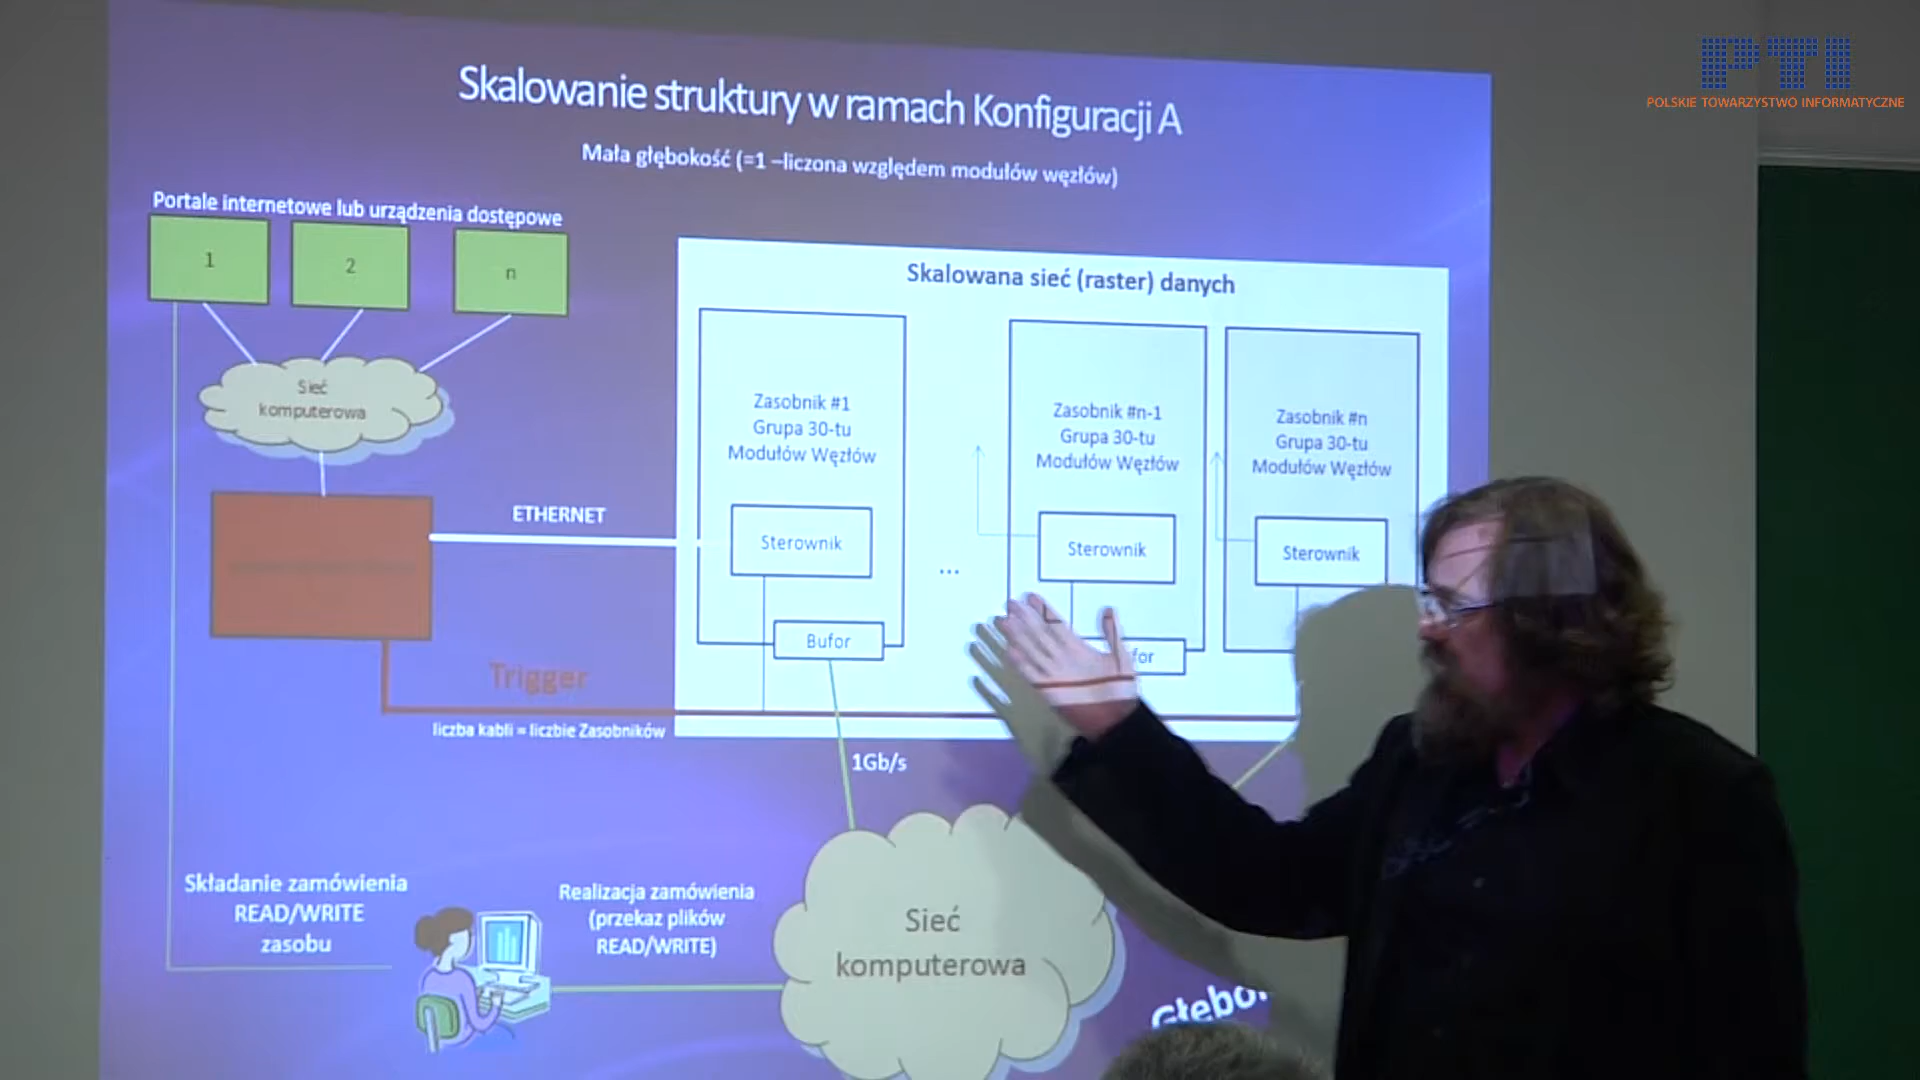 PTI
POLSKIE TOWARZYSTWO INFORMATYCZNE
Skalowanie struktury w ramach Konfiguracji A
Mała głębokość (=1 –liczona względem modułów węzłów)
Portale internetowe lub urządzenia dostępowe
1
2
n
Sieć
komputerowa
ETHERNET
Trigger
liczba kabli = liczbie Zasobników
Skalowana sieć (raster) danych
Zasobnik #1
Grupa 30-tu
Modułów Węzłów
Sterownik
Bufor
...
Zasobnik #n-1
Grupa 30-tu
Modułów Węzłów
Sterownik
Zasobnik #n
Grupa 30-tu
Modułów Węzłów
Sterownik
1Gb/s
Składanie zamówienia
READ/WRITE
zasobu
Realizacja zamówienia
(przekaz plików
READ/WRITE)
Sieć
komputerowa